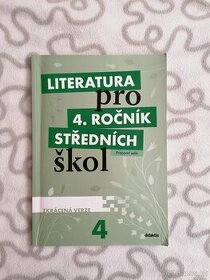 LITERATURA
pro
4. ROČNÍK
STŘEDNÍCH
Pracovní sešit
škol
ZKRÁCENÁ VERZE
4
didaktis